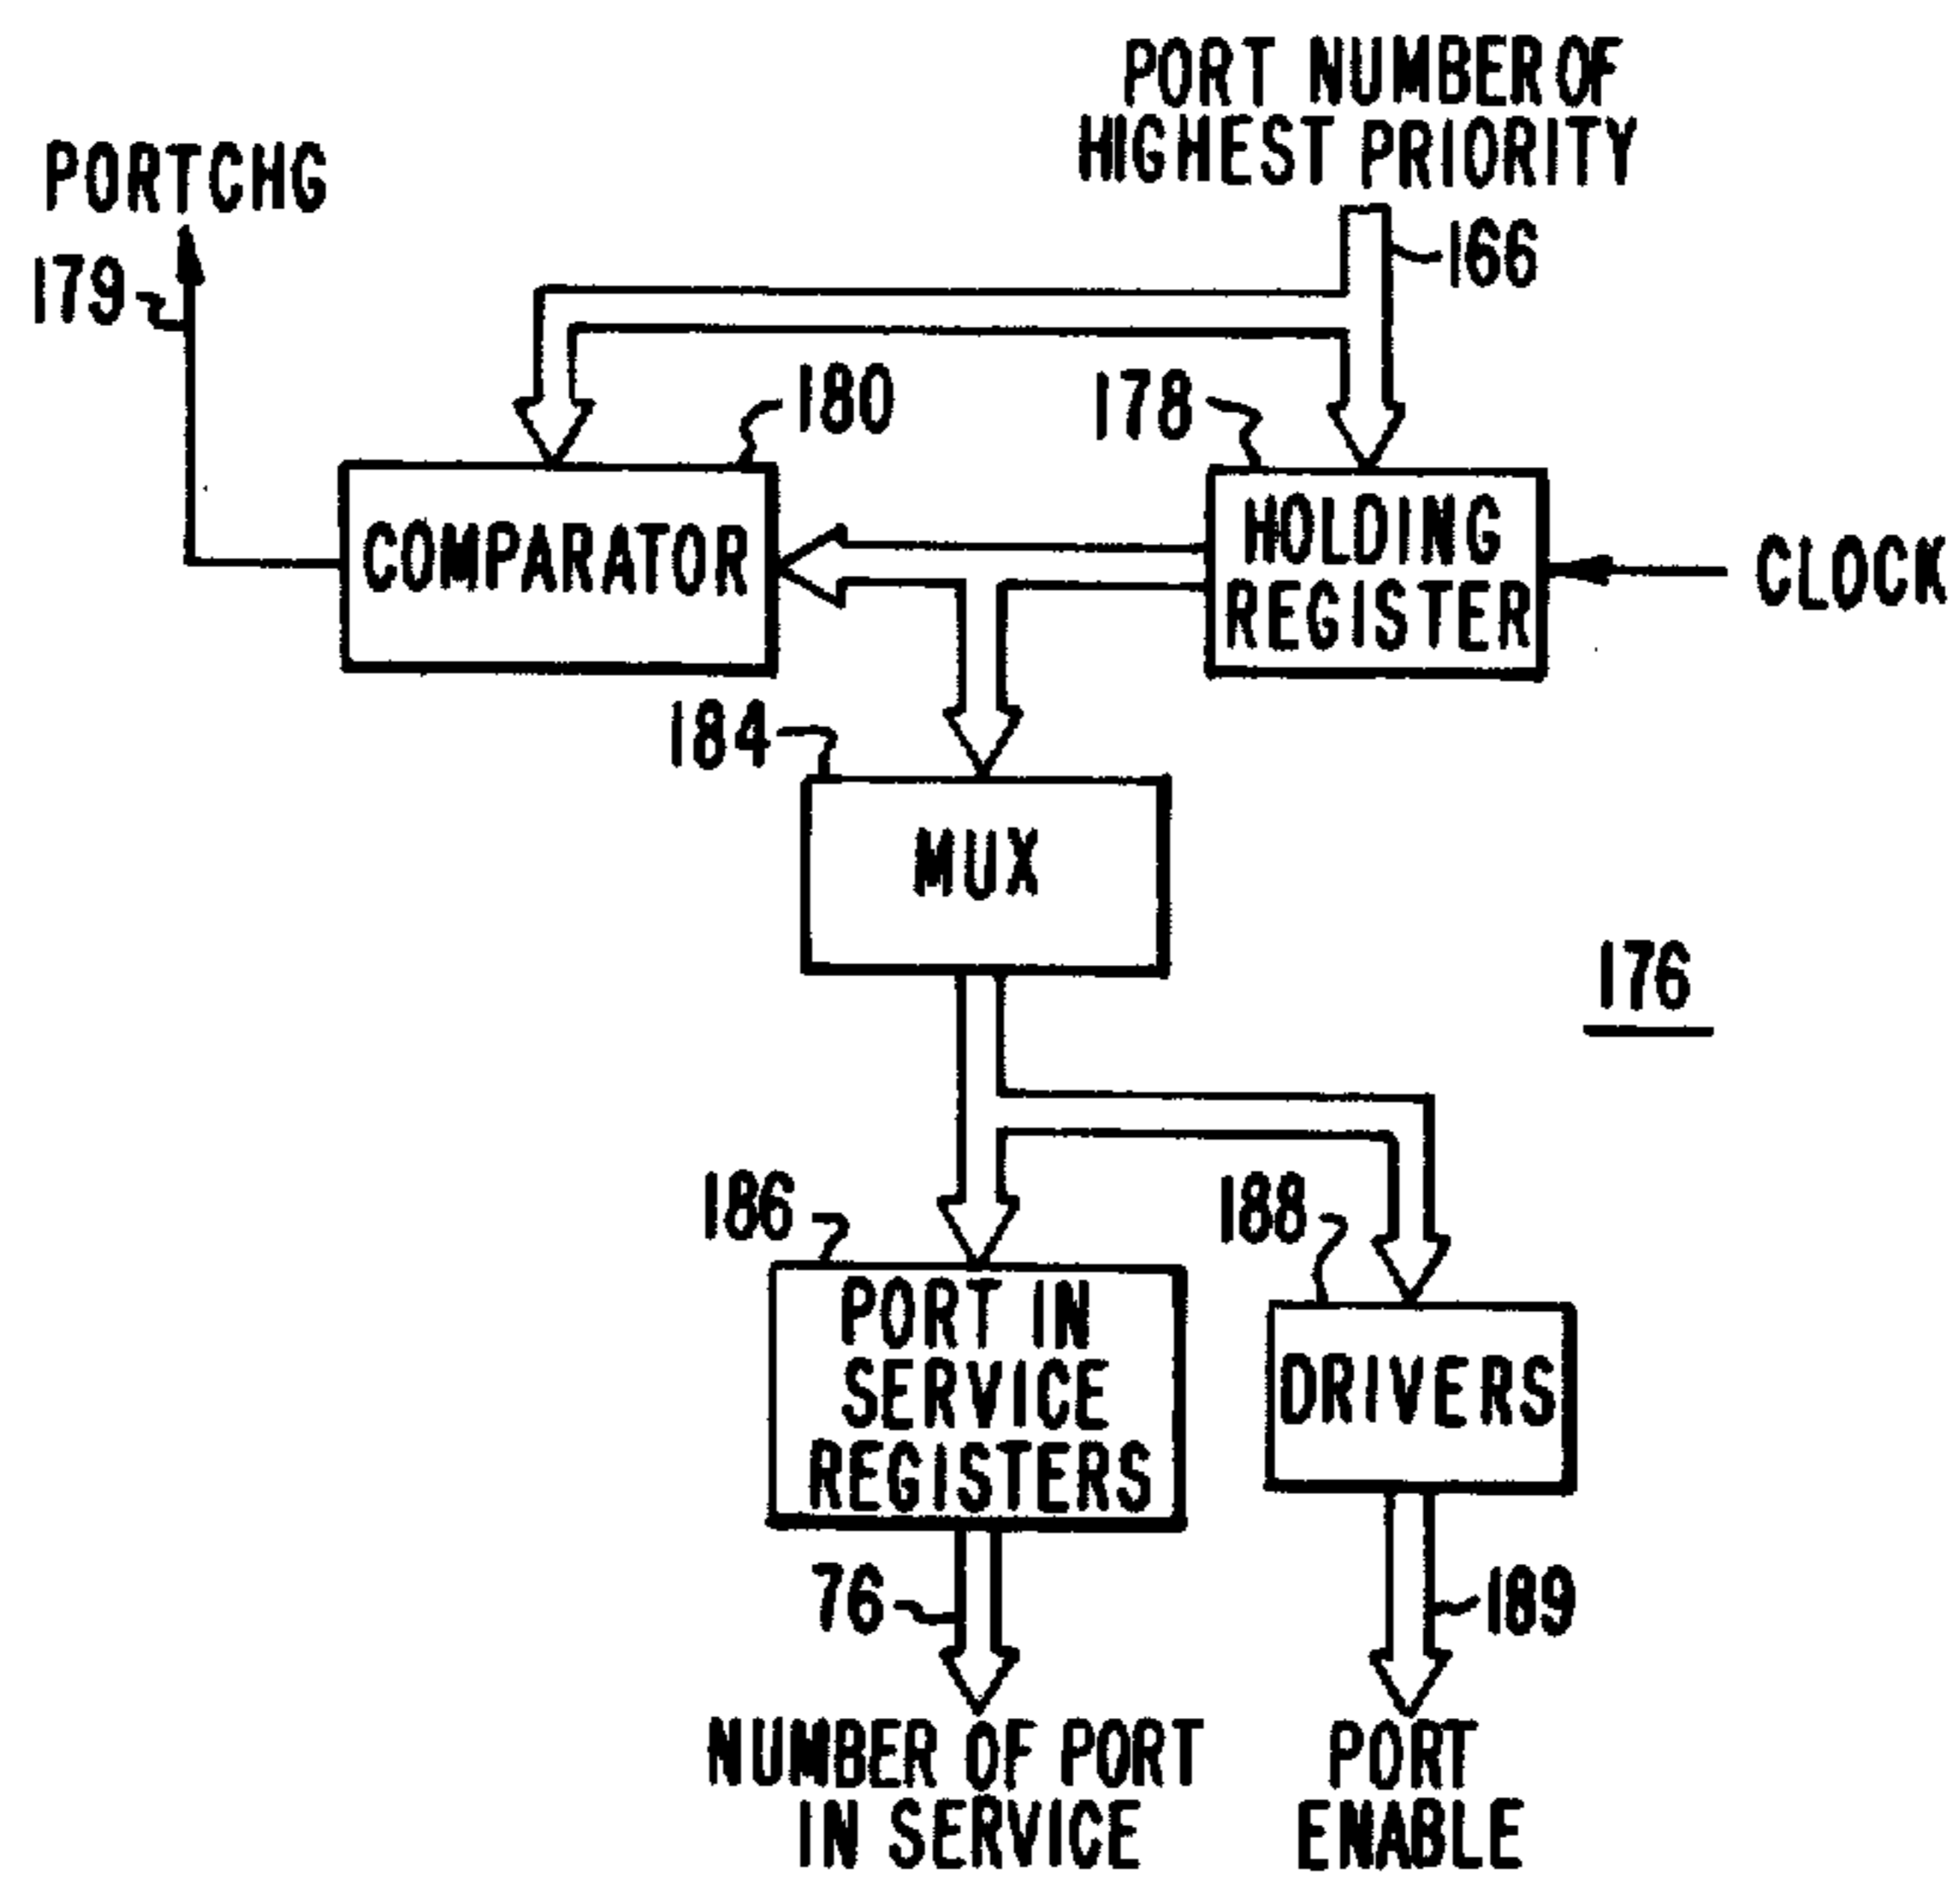 PORT NUMBER OF
HIGHEST PRIORITY
PORTCHG
166
179
180
178
COMPARATOR
HOLDING
REGISTER
CLOCK
184
MUX
176
186
188
PORT IN
SERVICE
REGISTERS
DRIVERS
76
189
NUMBER OF PORT
IN SERVICE
PORT
ENABLE